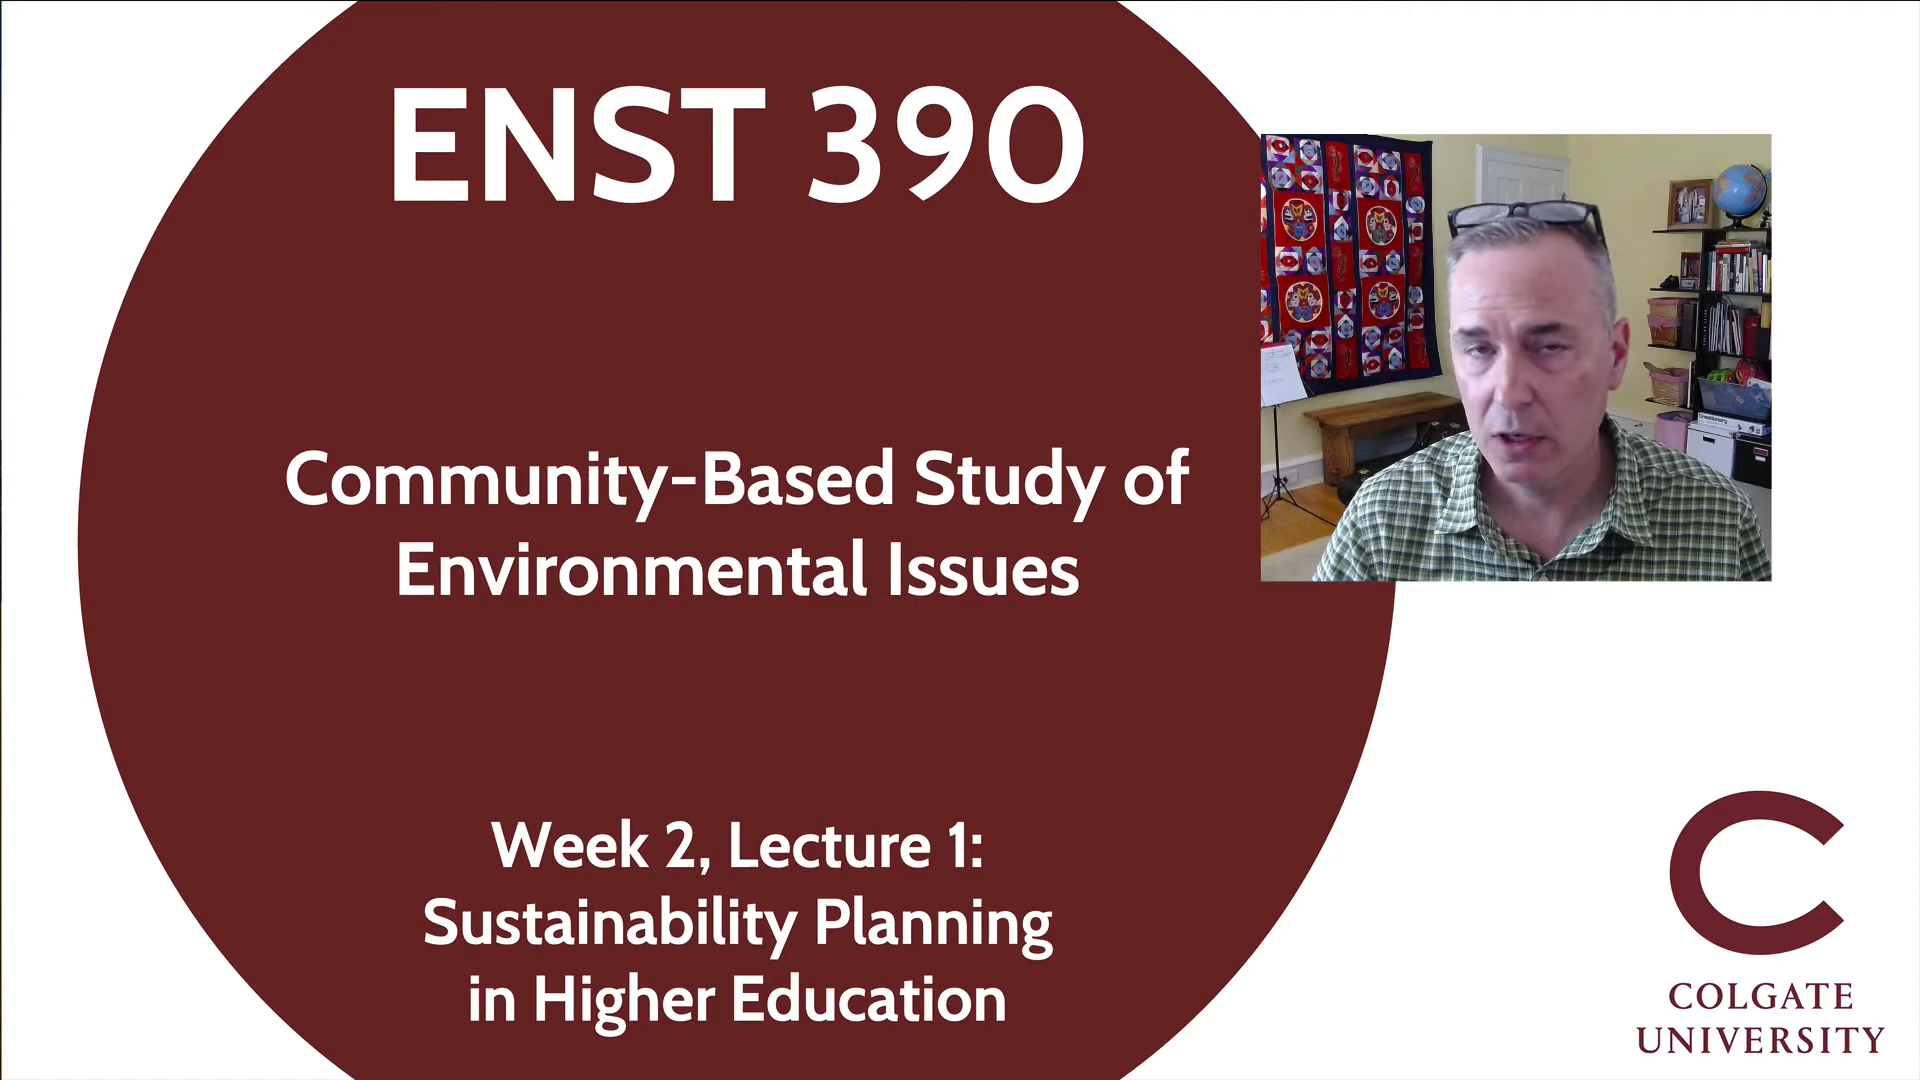 ENST 390
Community-Based Study of
Environmental Issues
Week 2, Lecture 1:
Sustainability Planning
in Higher Education
COLGATE
UNIVERSITY